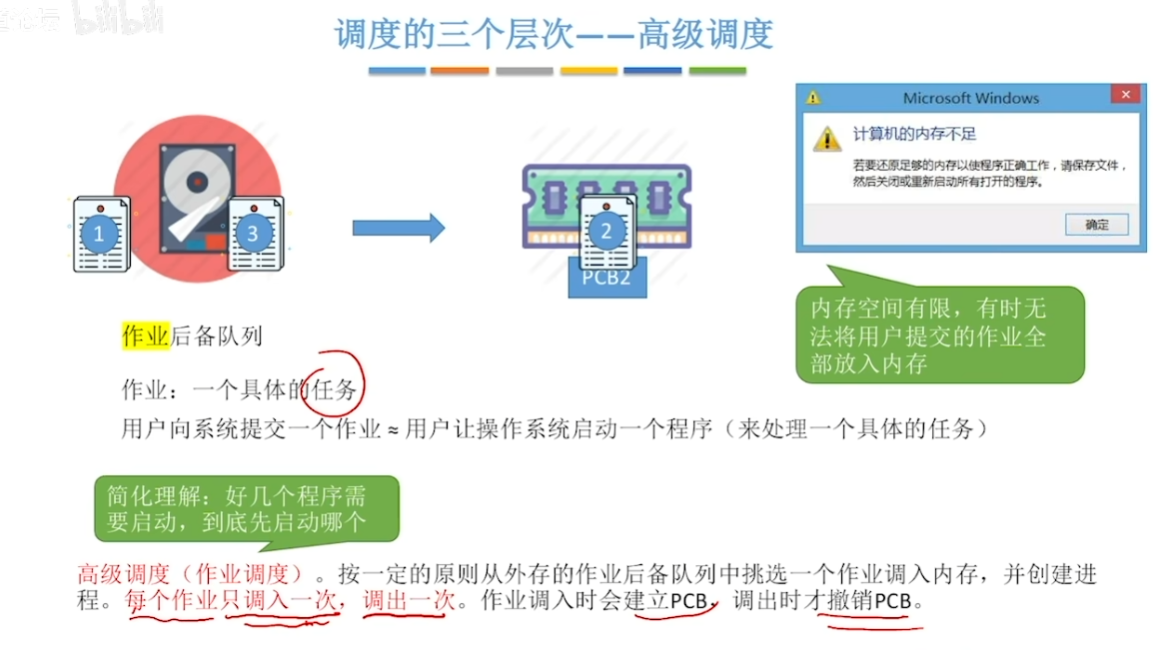 bilibili
调度的三个层次——高级调度
Microsoft Windows
计算机的内存不足
若要还原足够的内存以使程序正确工作，请保存文件，
然后关闭或重新启动所有打开的程序。
确定
1
3
2
PCB2
内存空间有限，有时无
法将用户提交的作业全
部放入内存
作业后备队列
作业：一个具体的任务
用户向系统提交一个作业 ≈ 用户让操作系统启动一个程序（来处理一个具体的任务）
简化理解：好几个程序需
要启动，到底先启动哪个
高级调度（作业调度）。按一定的原则从外存的作业后备队列中挑选一个作业调入内存，并创建进
程。每个作业只调入一次，调出一次。作业调入时会建立PCB，调出时才撤销PCB。